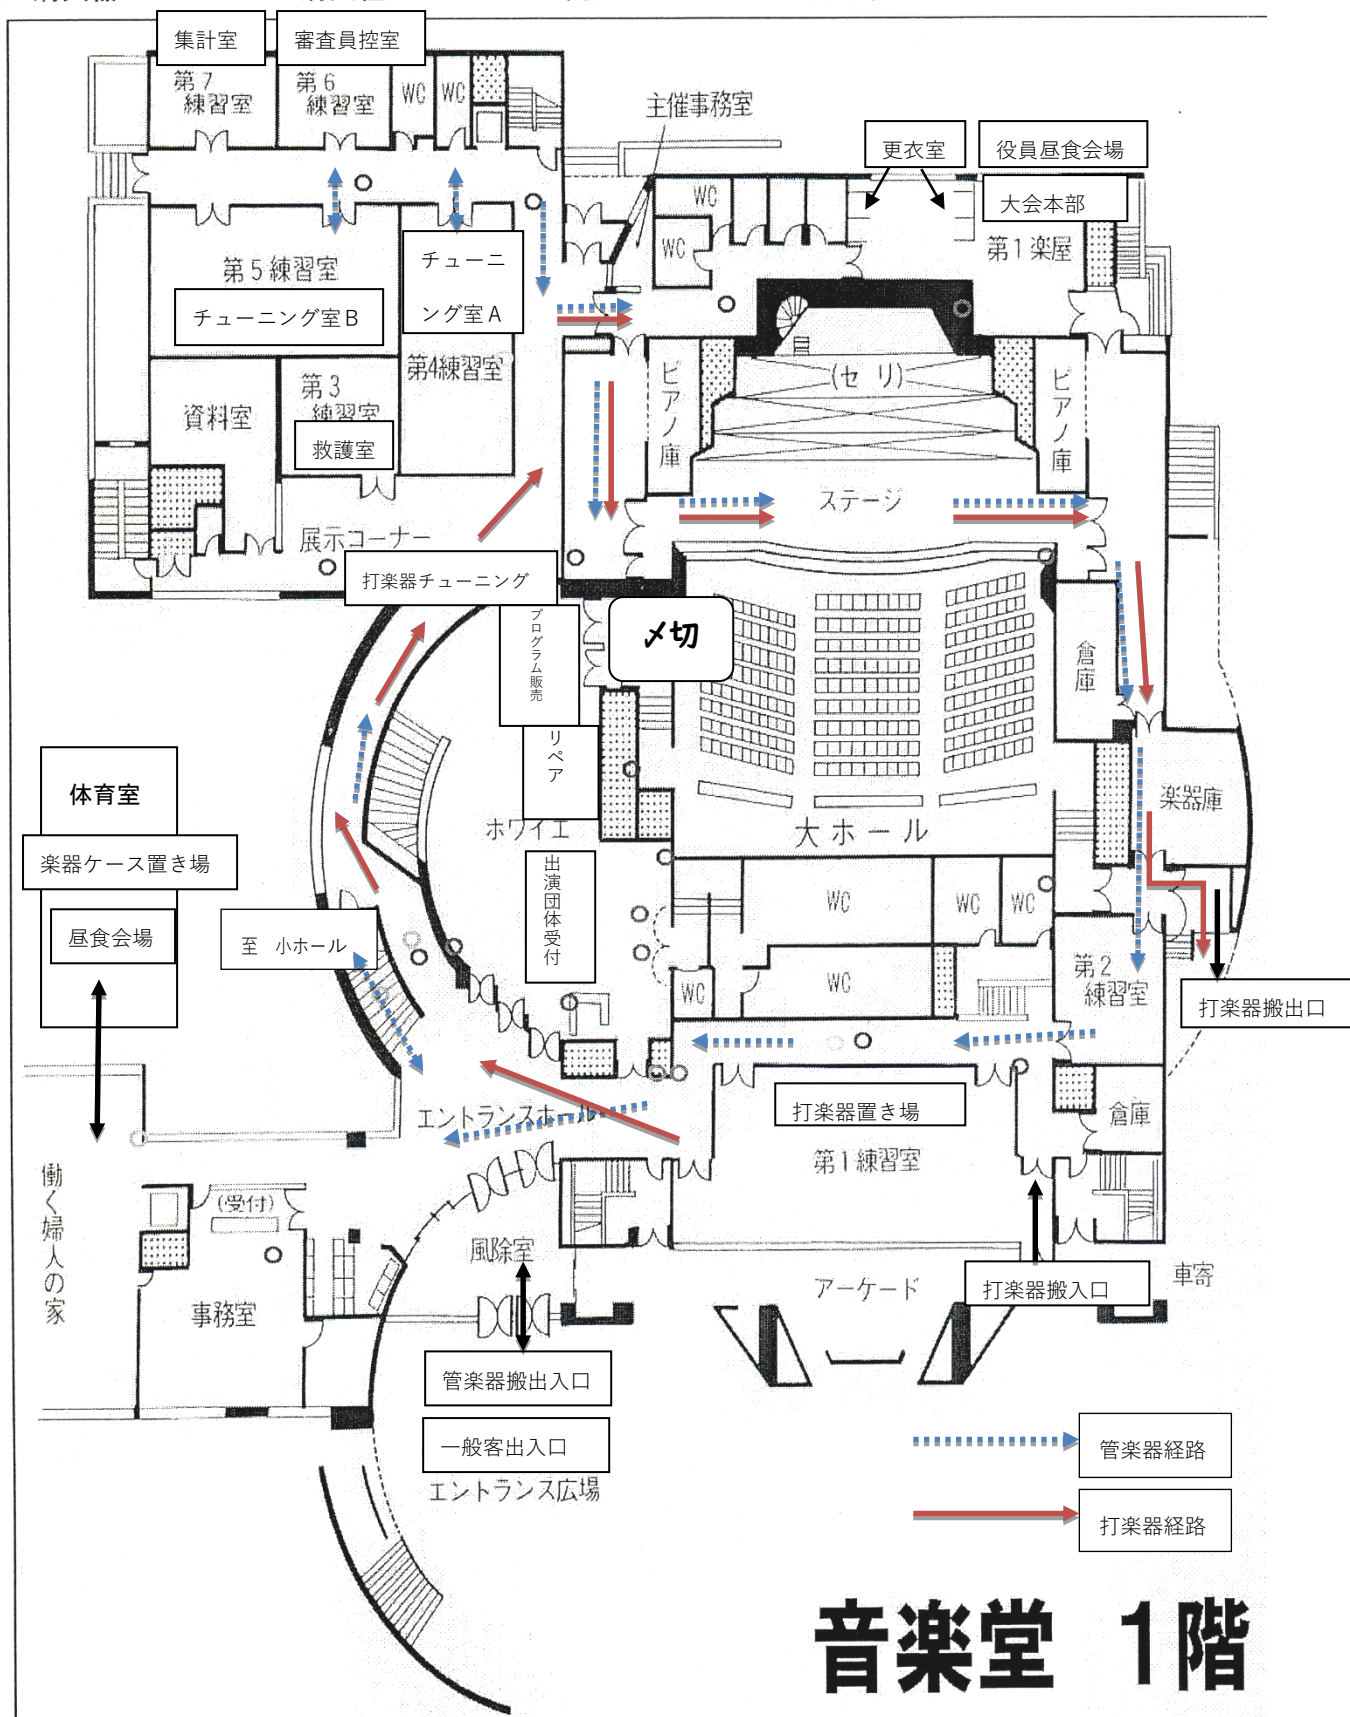 集計室
審査員控室
第7
練習室
第6
練習室
WC
WC
主催事務室
更衣室
役員昼食会場
大会本部
第1楽屋
WC
WC
第5練習室
チューニング室B
チューニ
ング室A
第4練習室
第3
練習室
救護室
資料室
展示コーナー
打楽器チューニング
ピアノ庫
(セリ)
ピアノ庫
ステージ
〆切
プログラム販売
リペア
ホワイエ
出演団体受付
大ホール
倉庫
楽器庫
体育室
楽器ケース置き場
昼食会場
至 小ホール
WC
WC
WC
WC
WC
第2
練習室
打楽器搬出口
エントランスホール
打楽器置き場
第1練習室
倉庫
働く婦人の家
(受付)
事務室
風除室
アーケード
打楽器搬入口
車寄
管楽器搬出入口
一般客出入口
エントランス広場
管楽器経路
打楽器経路
音楽堂 1階